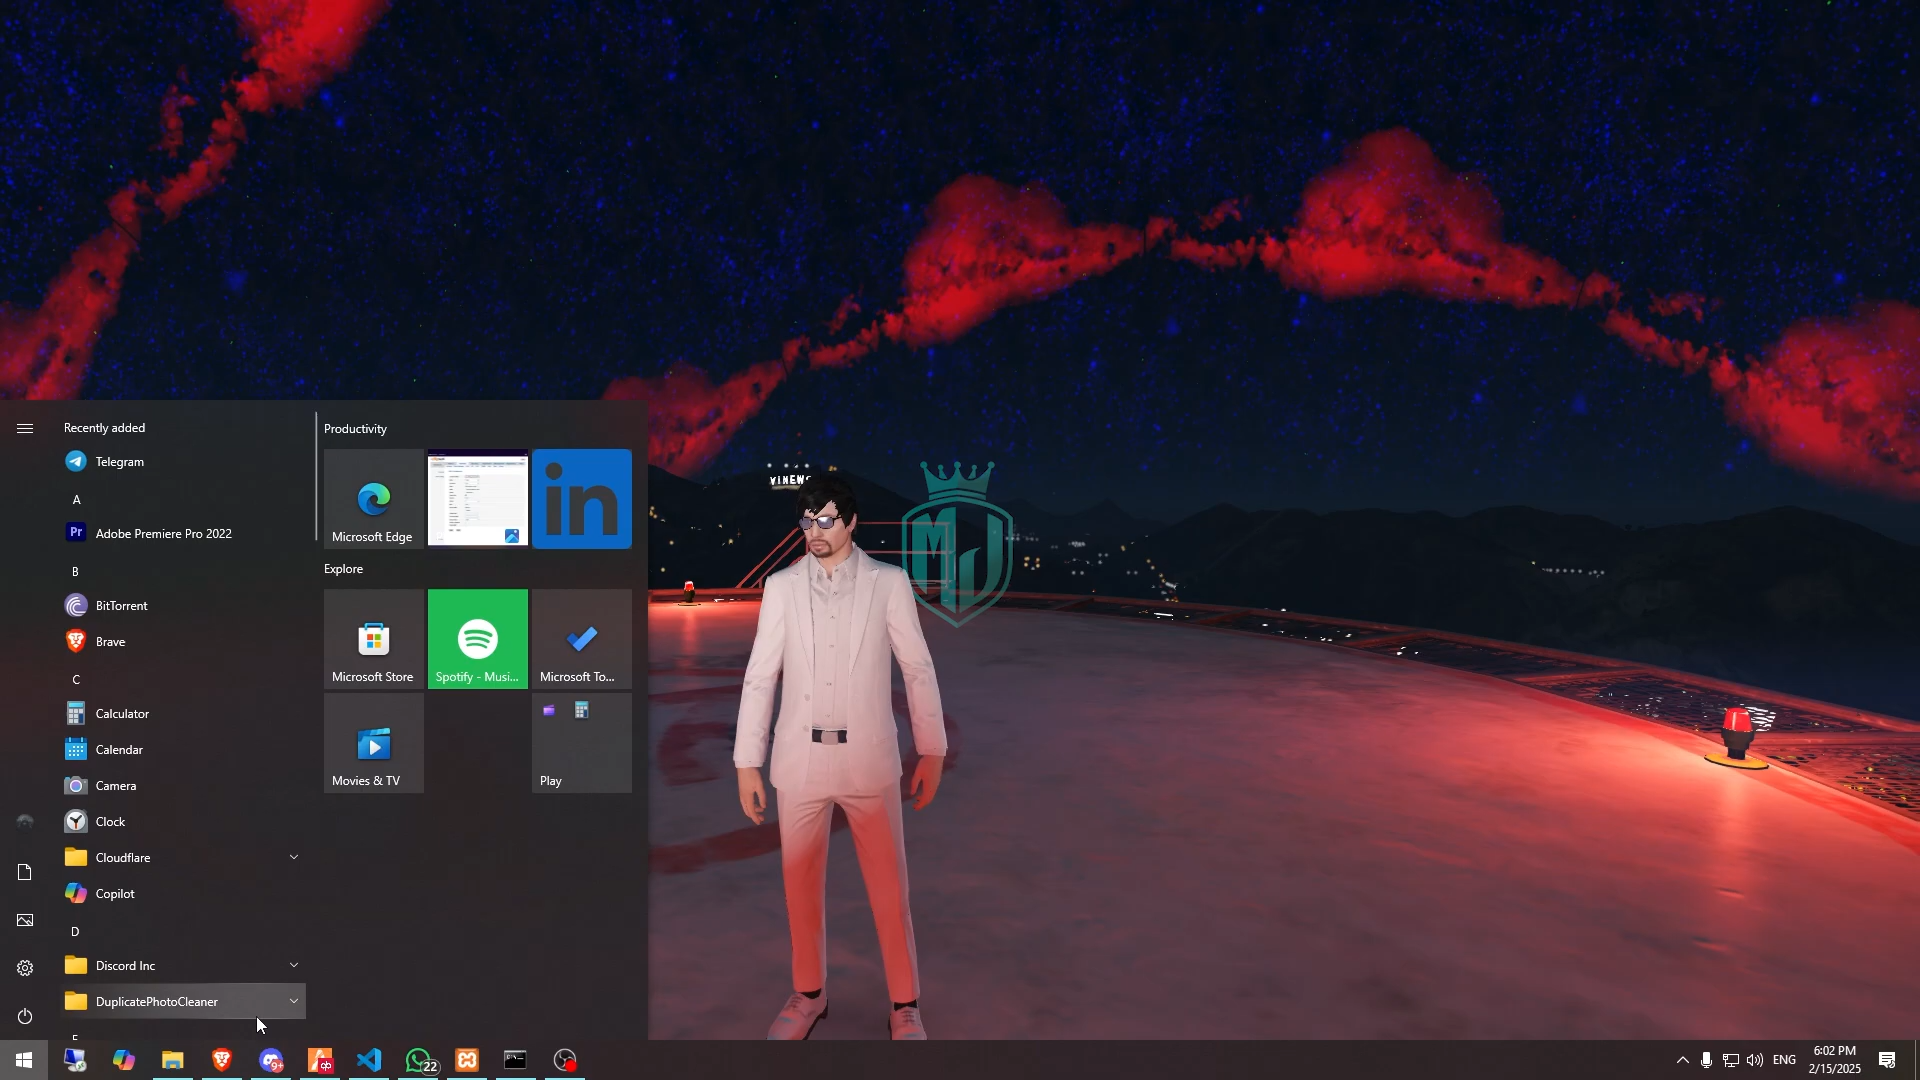 Recently added
Telegram
A
Pr
Adobe Premiere Pro 2022
B
BitTorrent
Brave
C
Calculator
Calendar
Camera
Clock
Cloudflare
Copilot
D
Discord Inc
DuplicatePhotoCleaner
Productivity
Microsoft Edge
in
Explore
Microsoft Store
Spotify - Musi...
Microsoft To...
Movies & TV
Play
MJ
9+
22
ENG
6:02 PM
2/15/2025